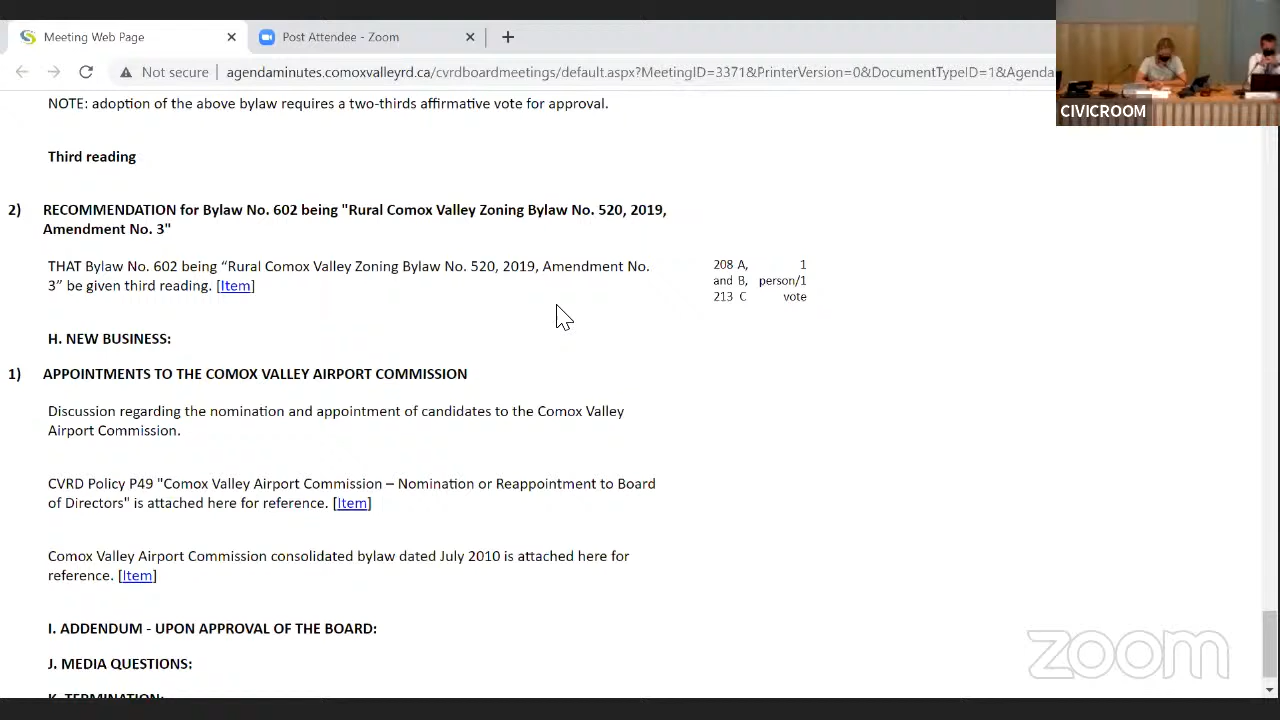 Meeting Web Page
Post Attendee - Zoom
Not secure
agendaminutes.comoxvalleyrd.ca/cvrdboardmeetings/default.aspx?MeetingID=3371&PrinterVersion=0&DocumentTypeID=1&Agenda
CIVICROOM
NOTE: adoption of the above bylaw requires a two-thirds affirmative vote for approval.
Third reading
2) RECOMMENDATION for Bylaw No. 602 being "Rural Comox Valley Zoning Bylaw No. 520, 2019,
Amendment No. 3"
THAT Bylaw No. 602 being “Rural Comox Valley Zoning Bylaw No. 520, 2019, Amendment No.
3” be given third reading. [Item]
208 A, 1
and B, person/1
213 C vote
H. NEW BUSINESS:
1) APPOINTMENTS TO THE COMOX VALLEY AIRPORT COMMISSION
Discussion regarding the nomination and appointment of candidates to the Comox Valley
Airport Commission.
CVRD Policy P49 "Comox Valley Airport Commission – Nomination or Reappointment to Board
of Directors" is attached here for reference. [Item]
Comox Valley Airport Commission consolidated bylaw dated July 2010 is attached here for
reference. [Item]
I. ADDENDUM - UPON APPROVAL OF THE BOARD:
J. MEDIA QUESTIONS:
K. TERMINATION:
zoom